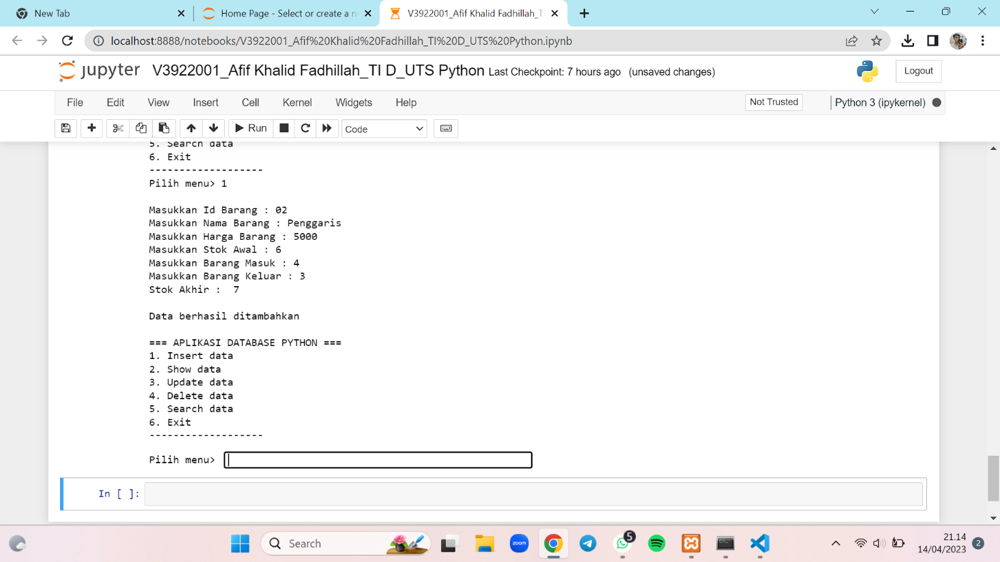 New Tab
Home Page - Select or create a n
V3922001_Afif Khalid Fadhillah_T
localhost:8888/notebooks/V3922001_Afif%20Khalid%20Fadhillah_TI%20D_UTS%20Python.ipynb
jupyter V3922001_Afif Khalid Fadhillah_TI D_UTS Python Last Checkpoint: 7 hours ago (unsaved changes)
Logout
File Edit View Insert Cell Kernel Widgets Help
Not Trusted
Python 3 (ipykernel)
Run
Code
5. Search data
6. Exit
-------------------
Pilih menu> 1
Masukkan Id Barang : 02
Masukkan Nama Barang : Penggaris
Masukkan Harga Barang : 5000
Masukkan Stok Awal : 6
Masukkan Barang Masuk : 4
Masukkan Barang Keluar : 3
Stok Akhir :  7
Data berhasil ditambahkan
=== APLIKASI DATABASE PYTHON ===
1. Insert data
2. Show data
3. Update data
4. Delete data
5. Search data
6. Exit
-------------------
Pilih menu>
In [ ]:
Search
zoom
5
21.14
14/04/2023
2